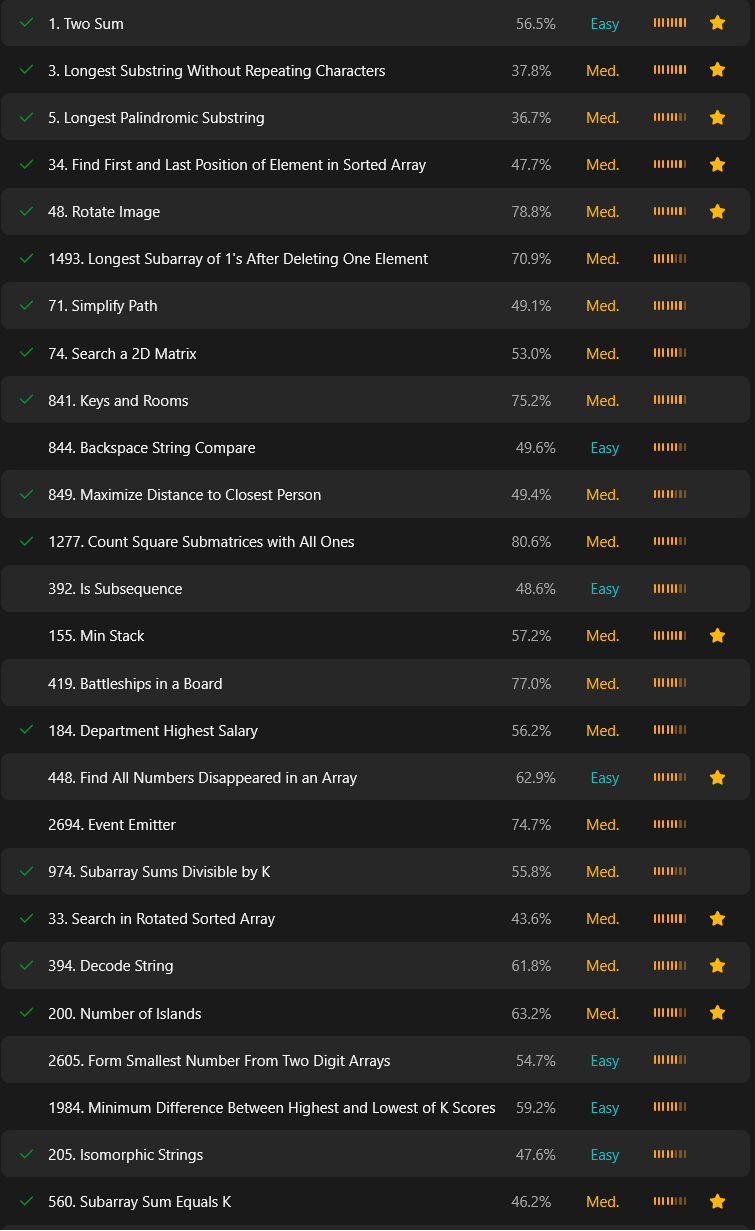 1. Two Sum 56.5% Easy
3. Longest Substring Without Repeating Characters 37.8% Med.
5. Longest Palindromic Substring 36.7% Med.
34. Find First and Last Position of Element in Sorted Array 47.7% Med.
48. Rotate Image 78.8% Med.
1493. Longest Subarray of 1's After Deleting One Element 70.9% Med.
71. Simplify Path 49.1% Med.
74. Search a 2D Matrix 53.0% Med.
841. Keys and Rooms 75.2% Med.
844. Backspace String Compare 49.6% Easy
849. Maximize Distance to Closest Person 49.4% Med.
1277. Count Square Submatrices with All Ones 80.6% Med.
392. Is Subsequence 48.6% Easy
155. Min Stack 57.2% Med.
419. Battleships in a Board 77.0% Med.
184. Department Highest Salary 56.2% Med.
448. Find All Numbers Disappeared in an Array 62.9% Easy
2694. Event Emitter 74.7% Med.
974. Subarray Sums Divisible by K 55.8% Med.
33. Search in Rotated Sorted Array 43.6% Med.
394. Decode String 61.8% Med.
200. Number of Islands 63.2% Med.
2605. Form Smallest Number From Two Digit Arrays 54.7% Easy
1984. Minimum Difference Between Highest and Lowest of K Scores 59.2% Easy
205. Isomorphic Strings 47.6% Easy
560. Subarray Sum Equals K 46.2% Med.